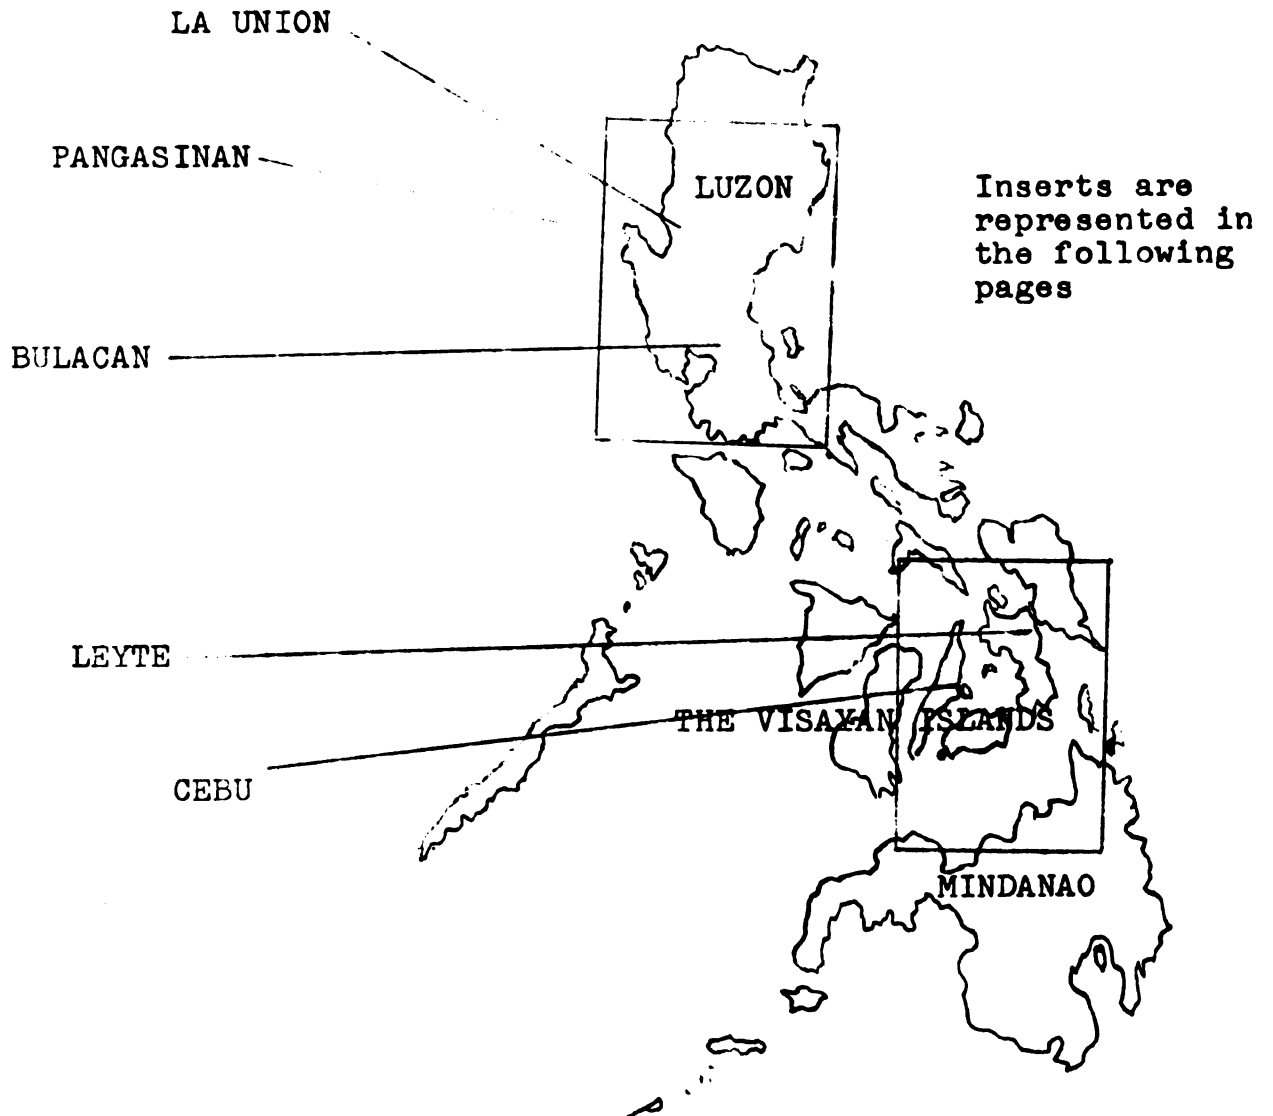 LA UNION
PANGASINAN
LUZON
Inserts are
represented in
the following
pages
BULACAN
LEYTE
THE VISAYAN ISLANDS
CEBU
MINDANAO